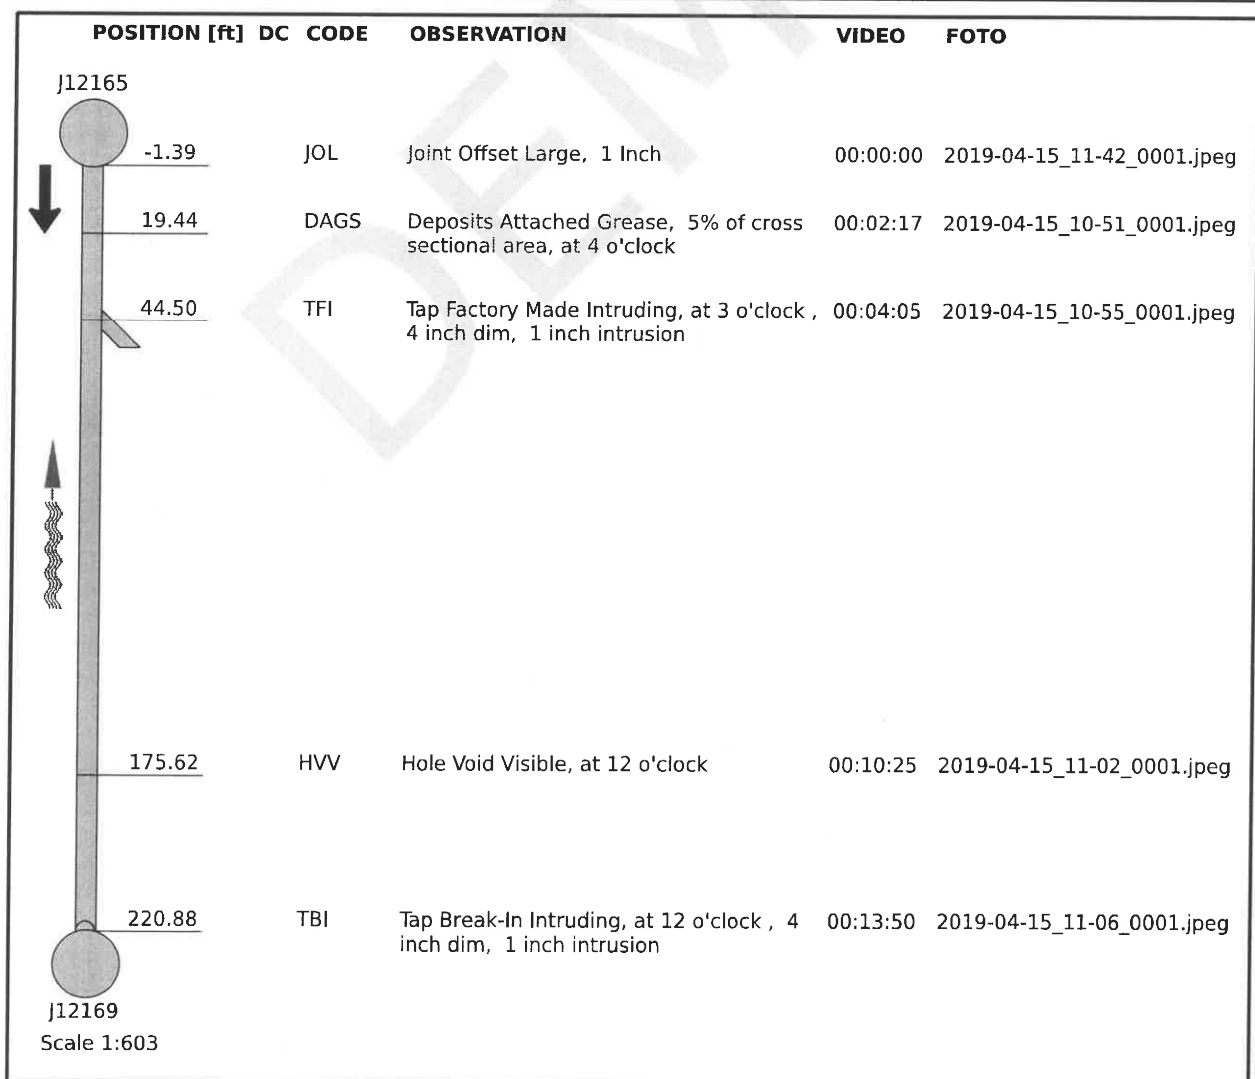 POSITION [ft] DC CODE OBSERVATION VIDEO FOTO
J12165
-1.39 JOL Joint Offset Large, 1 Inch 00:00:00 2019-04-15_11-42_0001.jpeg
19.44 DAGS Deposits Attached Grease, 5% of cross 00:02:17 2019-04-15_10-51_0001.jpeg
sectional area, at 4 o'clock
44.50 TFI Tap Factory Made Intruding, at 3 o'clock , 00:04:05 2019-04-15_10-55_0001.jpeg
4 inch dim, 1 inch intrusion
175.62 HVV Hole Void Visible, at 12 o'clock 00:10:25 2019-04-15_11-02_0001.jpeg
220.88 TBI Tap Break-In Intruding, at 12 o'clock , 4 00:13:50 2019-04-15_11-06_0001.jpeg
inch dim, 1 inch intrusion
J12169
Scale 1:603
DEM